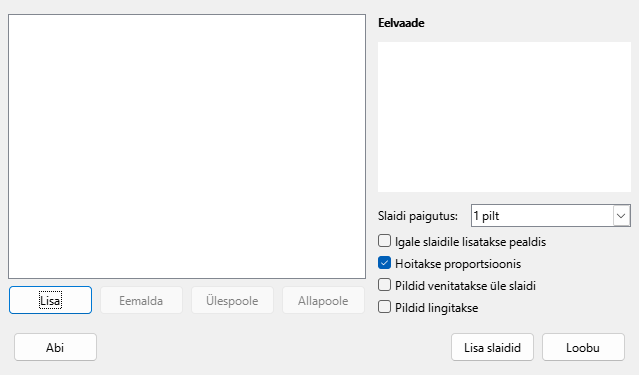 Eelvaade
Slaidi paigutus: 1 pilt
Igale slaidile lisatakse pealdis
Hoitakse proportsioonis
Pildid venitatakse üle slaidi
Pildid lingitakse
Lisa Eemalda Ülespoole Allapoole
Abi Lisa slaidid Loobu